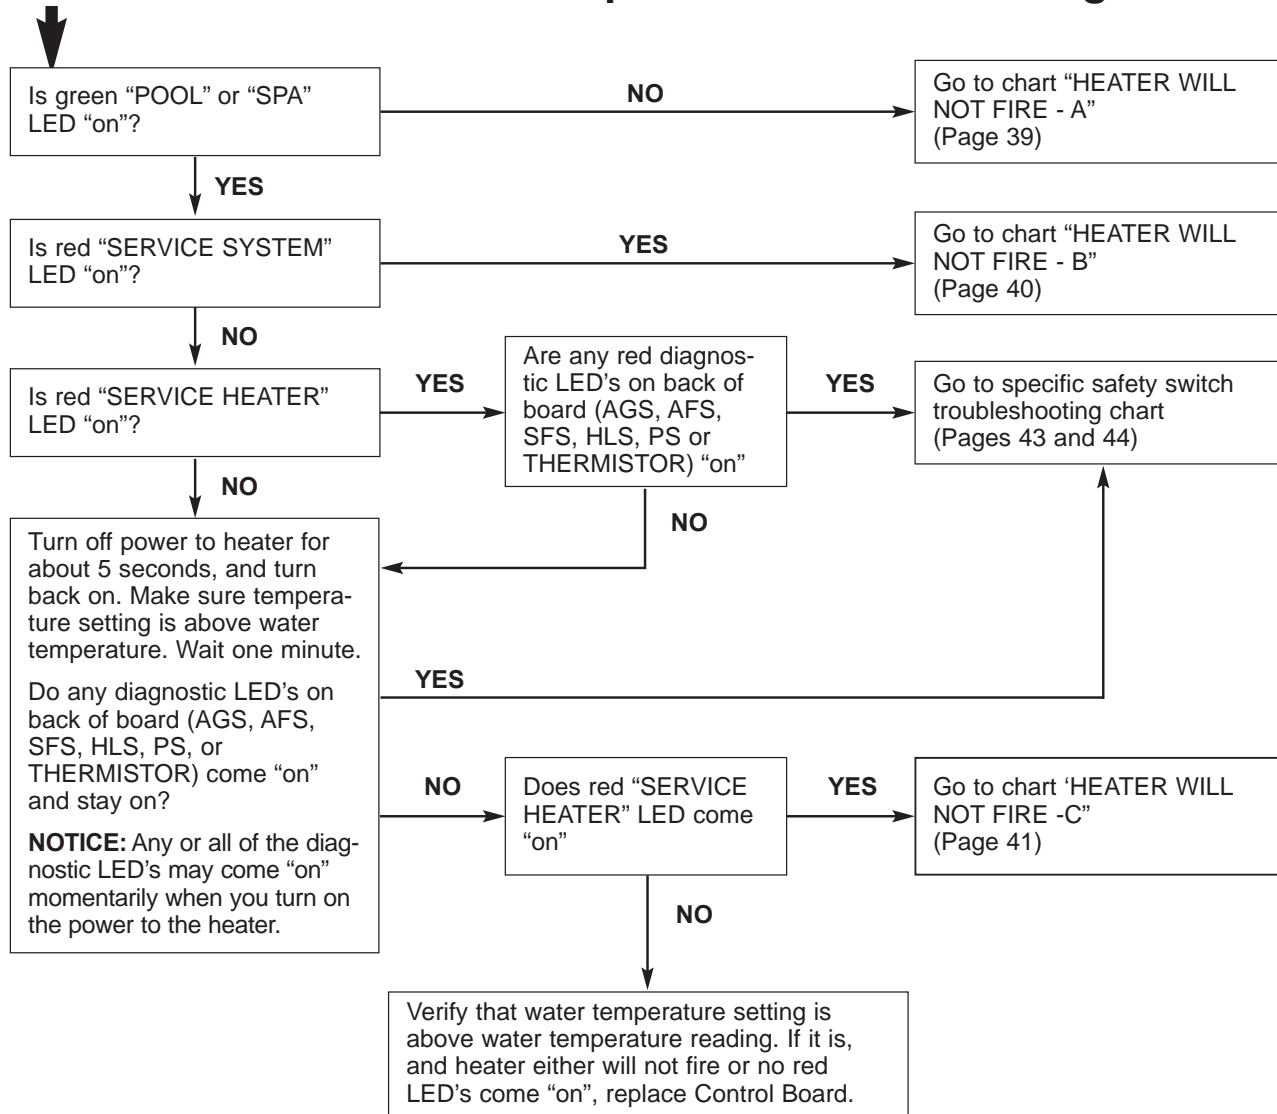 Is green “POOL” or “SPA”
LED “on”?
NO
Go to chart “HEATER WILL
NOT FIRE - A”
(Page 39)
YES
Is red “SERVICE SYSTEM”
LED “on”?
YES
Go to chart “HEATER WILL
NOT FIRE - B”
(Page 40)
NO
Is red “SERVICE HEATER”
LED “on”?
YES
Are any red diagnos-
tic LED’s on back of
board (AGS, AFS,
SFS, HLS, PS or
THERMISTOR) “on”
YES
Go to specific safety switch
troubleshooting chart
(Pages 43 and 44)
NO
NO
Turn off power to heater for
about 5 seconds, and turn
back on. Make sure tempera-
ture setting is above water
temperature. Wait one minute.
Do any diagnostic LED’s on
back of board (AGS, AFS,
SFS, HLS, PS, or
THERMISTOR) come “on”
and stay on?
NOTICE: Any or all of the diag-
nostic LED’s may come “on”
momentarily when you turn on
the power to the heater.
YES
NO
Does red “SERVICE
HEATER” LED come
“on”
YES
Go to chart ‘HEATER WILL
NOT FIRE -C”
(Page 41)
NO
Verify that water temperature setting is
above water temperature reading. If it is,
and heater either will not fire or no red
LED’s come “on”, replace Control Board.